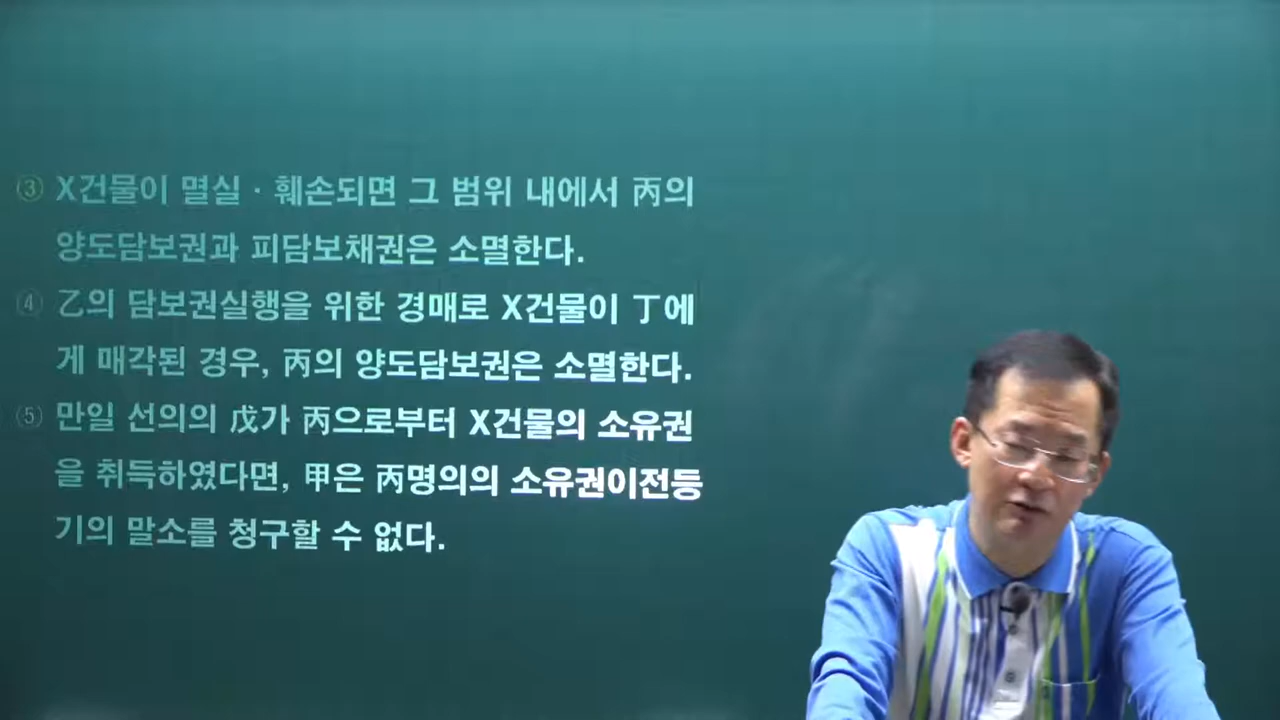 ③ X건물이 멸실·훼손되면 그 범위 내에서 丙의
양도담보권과 피담보채권은 소멸한다.
④ 乙의 담보권실행을 위한 경매로 X건물이 丁에
게 매각된 경우, 丙의 양도담보권은 소멸한다.
⑤ 만일 선의의 戊가 丙으로부터 X건물의 소유권
을 취득하였다면, 甲은 丙명의의 소유권이전등
기의 말소를 청구할 수 없다.